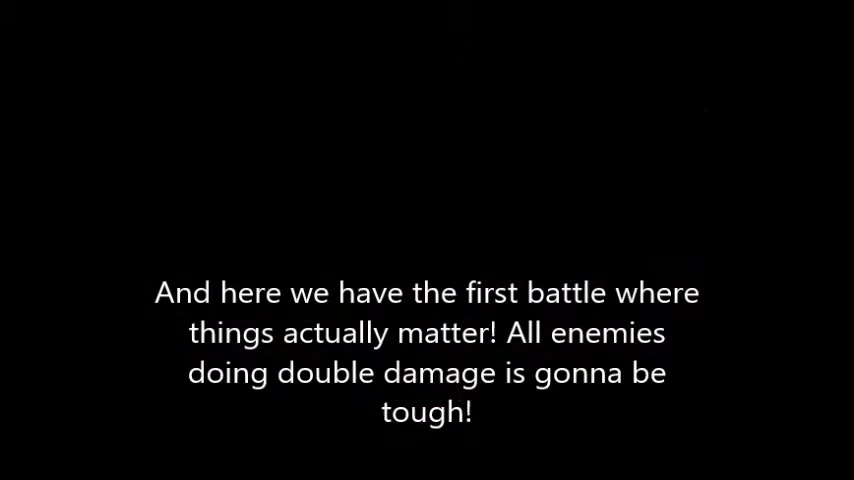 And here we have the first battle where
things actually matter! All enemies
doing double damage is gonna be
tough!